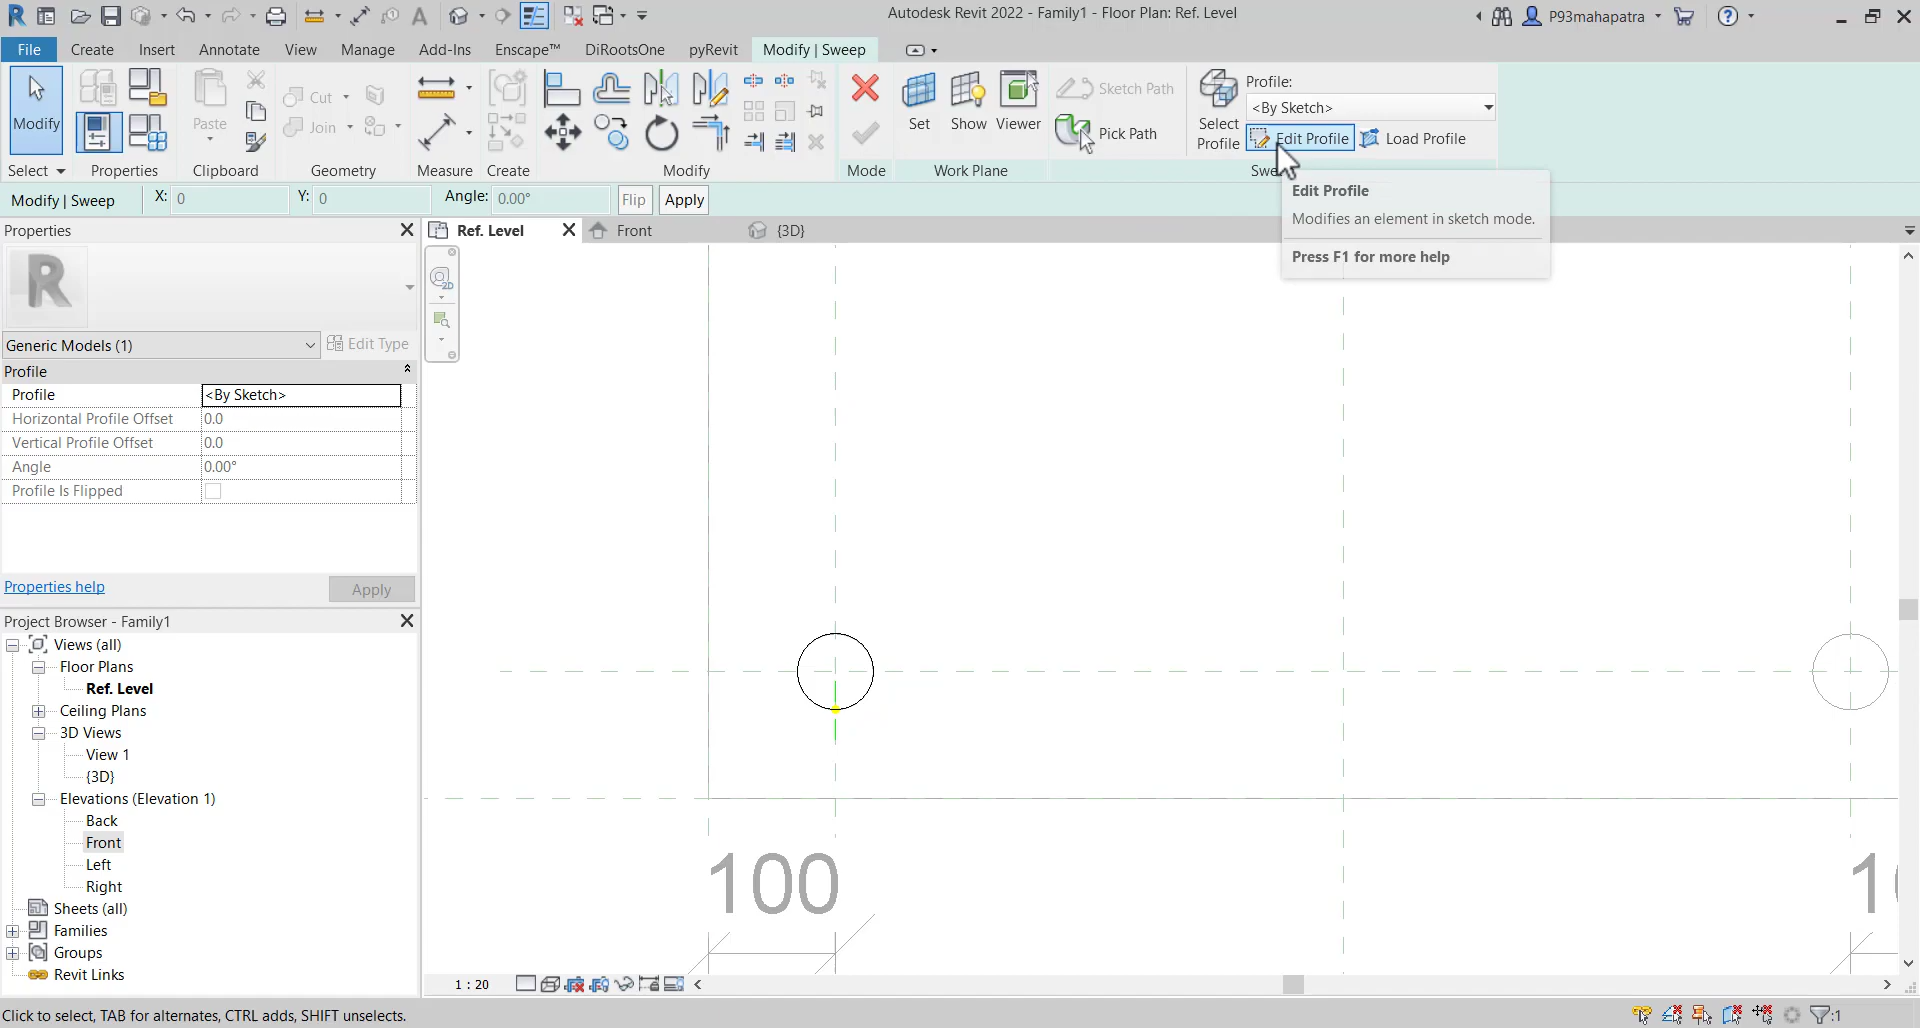 Autodesk Revit 2022 - Family1 - Floor Plan: Ref. Level
P93mahapatra
File Create Insert Annotate View Manage Add-Ins Enscape™ DiRootsOne pyRevit Modify | Sweep
Modify
Paste
Cut
Join
Set
Show
Viewer
Sketch Path
Pick Path
Select
Profile
Profile:
<By Sketch>
Edit Profile
Load Profile
Select Properties Clipboard Geometry Measure Create Modify Mode Work Plane
Modify | Sweep X: 0 Y: 0 Angle: 0.00° Flip Apply
Edit Profile
Modifies an element in sketch mode.
Press F1 for more help
Properties
Ref. Level
Front
{3D}
2D
R
Generic Models (1)
Edit Type
Profile
Profile <By Sketch>
Horizontal Profile Offset 0.0
Vertical Profile Offset 0.0
Angle 0.00°
Profile Is Flipped
Properties help
Apply
Project Browser - Family1
Views (all)
Floor Plans
Ref. Level
Ceiling Plans
3D Views
View 1
{3D}
Elevations (Elevation 1)
Back
Front
Left
Right
Sheets (all)
Families
Groups
Revit Links
100
1 : 20
Click to select, TAB for alternates, CTRL adds, SHIFT unselects.
:1